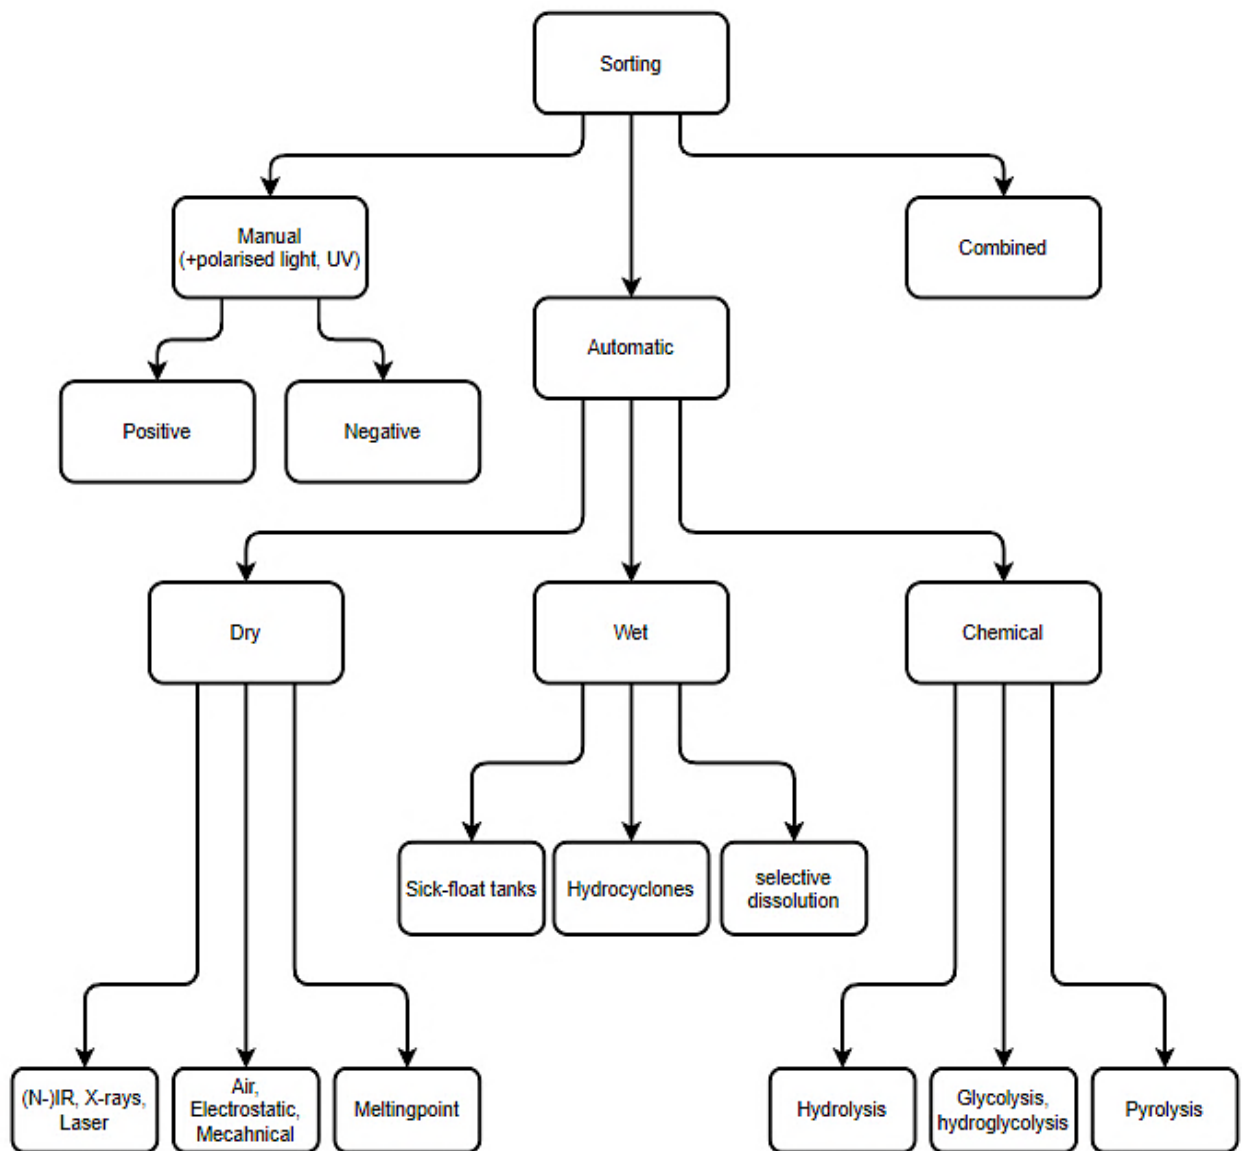 Sorting
Manual
(+polarised light, UV)
Combined
Automatic
Positive
Negative
Dry
Wet
Chemical
Sick-float tanks
Hydrocyclones
selective
dissolution
(N-)IR, X-rays,
Laser
Air,
Electrostatic,
Mecahnical
Meltingpoint
Hydrolysis
Glycolysis,
hydroglycolysis
Pyrolysis